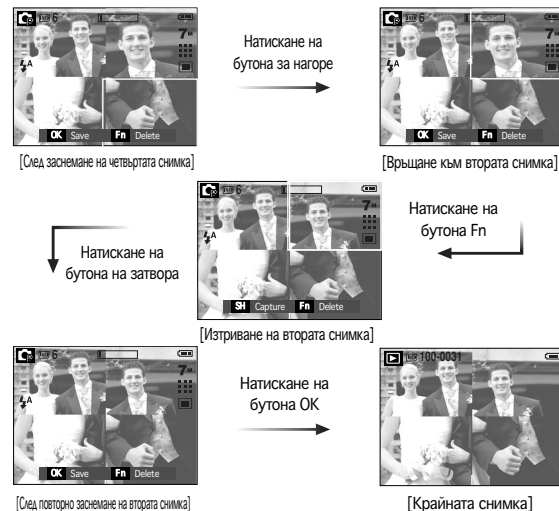 6
7M
A
OK Save Fn Delete
[След заснемане на четвъртата снимка]
Натискане на
бутона за нагоре
6
7M
A
OK Save Fn Delete
[Връщане към втората снимка]
Натискане на
бутона Fn
6
7M
A
SH Capture Fn Delete
[Изтриване на втората снимка]
Натискане на
бутона на затвора
6
7M
A
OK Save Fn Delete
[След повторно заснемане на втората снимка]
Натискане на
бутона OK
100-0031
[Крайната снимка]